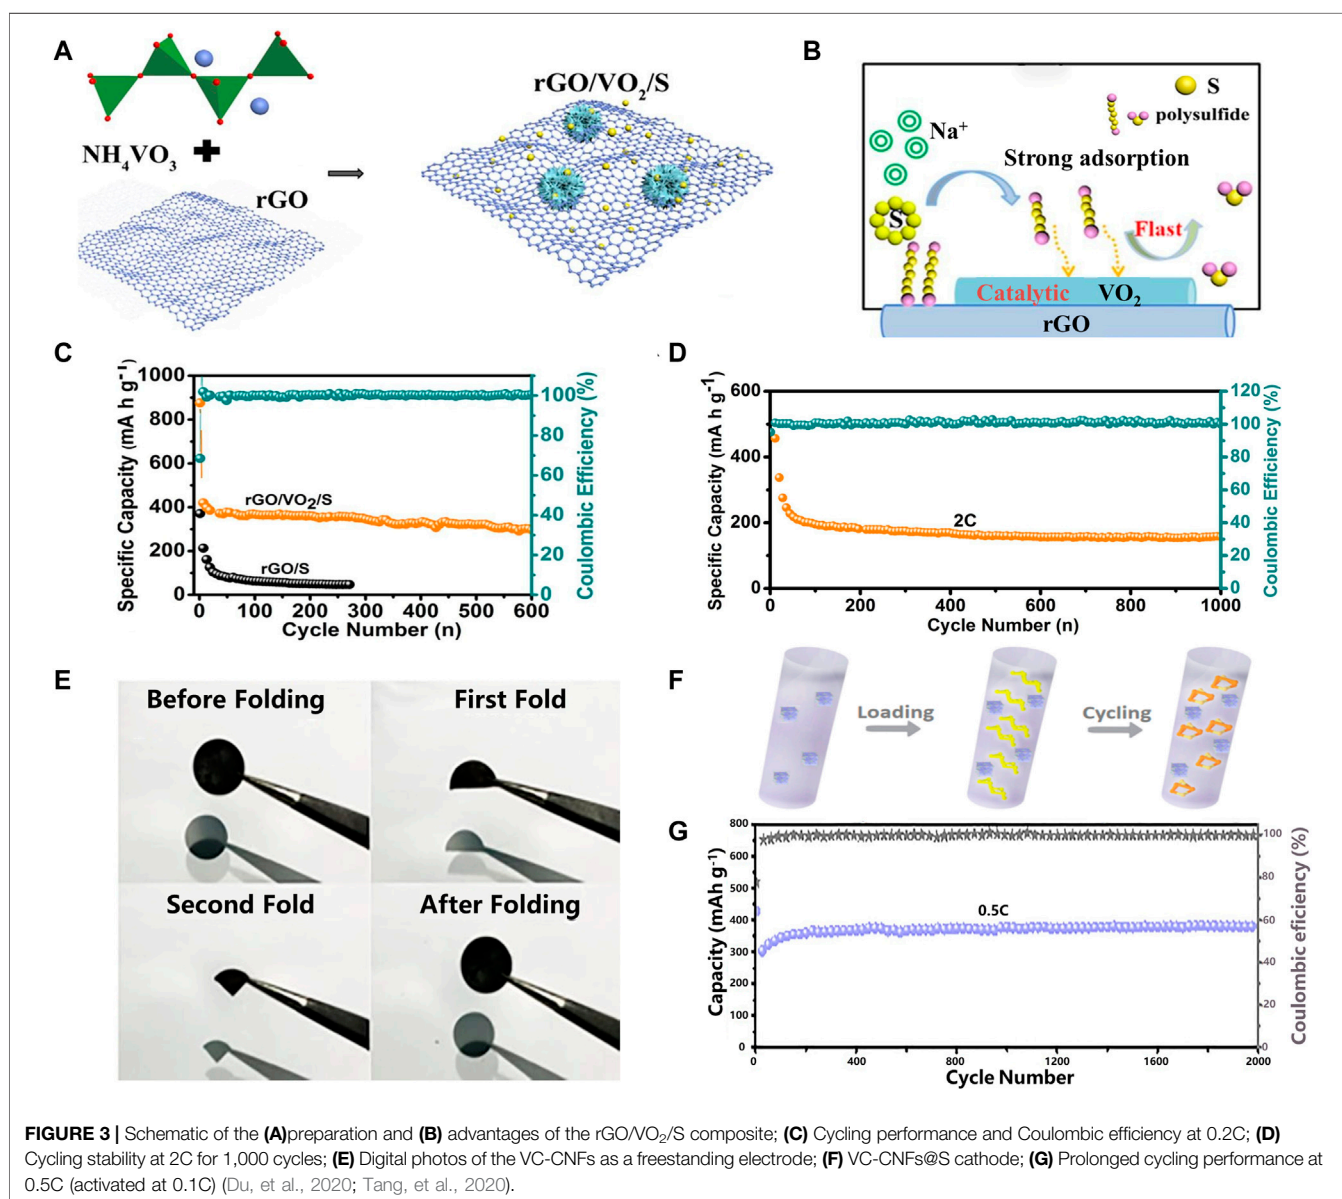 A
NH₄VO₃ +
rGO
rGO/VO₂/S
B
S
polysulfide
Na⁺
Strong adsorption
S
Flast
Catalytic VO₂
rGO
C
Specific Capacity (mA h g⁻¹)
1000
800
600
400
200
0
rGO/VO₂/S
rGO/S
0 100 200 300 400 500 600
Cycle Number (n)
100
80
60
40
20
0
Coulombic Efficiency (%)
D
Specific Capacity (mA h g⁻¹)
600
400
200
0
2C
0 200 400 600 800 1000
Cycle Number (n)
120
100
80
60
40
20
0
Coulombic Efficiency (%)
E
Before Folding
First Fold
Second Fold
After Folding
F
Loading
Cycling
G
Capacity (mAh g⁻¹)
800
700
600
500
400
300
200
100
0
0.5C
0 400 800 1200 1600 2000
Cycle Number
100
80
60
40
20
0
Coulombic eficiency (%)
FIGURE 3 | Schematic of the (A)preparation and (B) advantages of the rGO/VO₂/S composite; (C) Cycling performance and Coulombic efficiency at 0.2C; (D)
Cycling stability at 2C for 1,000 cycles; (E) Digital photos of the VC-CNFs as a freestanding electrode; (F) VC-CNFs@S cathode; (G) Prolonged cycling performance at
0.5C (activated at 0.1C) (Du, et al., 2020; Tang, et al., 2020).